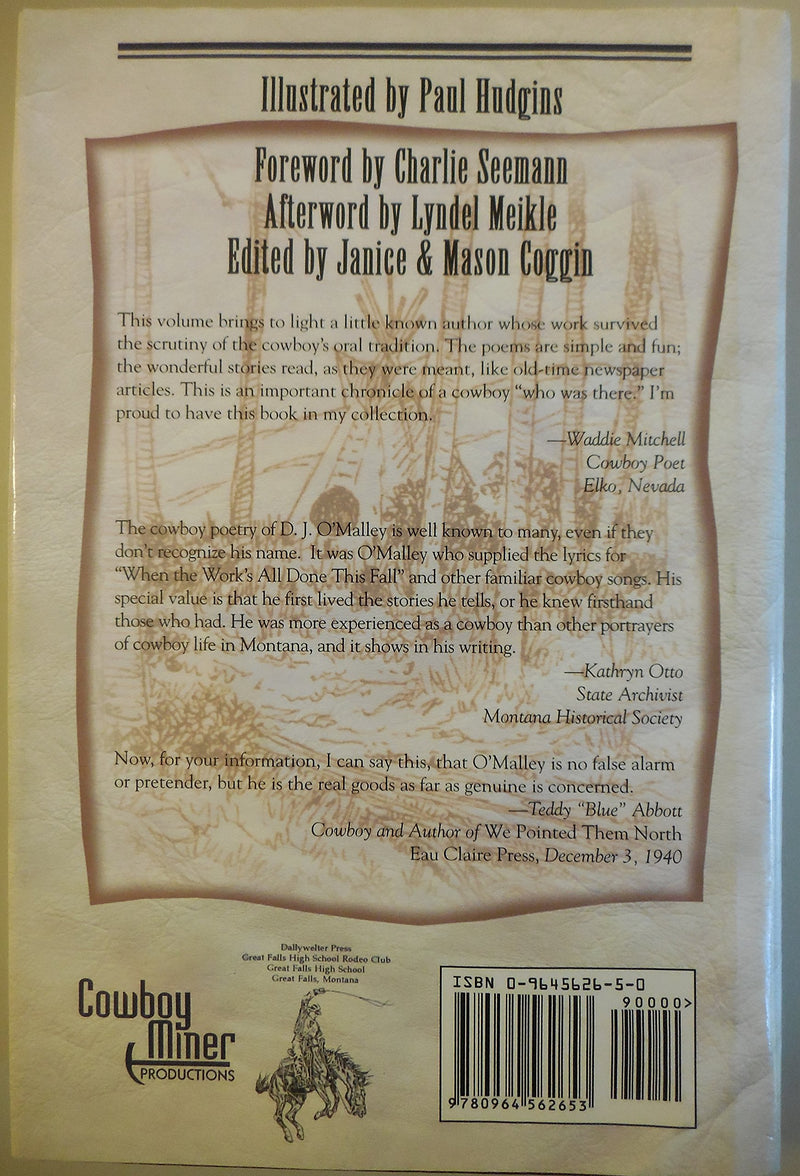 Illustrated by Paul Hudgins
Foreword by Charlie Seemann
Afterword by Lyndel Meikle
Edited by Janice & Mason Coggin
This volume brings to light a little known author whose work survived
the scrutiny of the cowboy's oral tradition. The poems are simple and fun;
the wonderful stories read, as they were meant, like old-time newspaper
articles. This is an important chronicle of a cowboy "who was there." I'm
proud to have this book in my collection.
—Waddie Mitchell
Cowboy Poet
Elko, Nevada
The cowboy poetry of D. J. O'Malley is well known to many, even if they
don't recognize his name. It was O'Malley who supplied the lyrics for
"When the Work's All Done This Fall" and other familiar cowboy songs. His
special value is that he first lived the stories he tells, or he knew firsthand
those who had. He was more experienced as a cowboy than other portrayers
of cowboy life in Montana, and it shows in his writing.
—Kathryn Otto
State Archivist
Montana Historical Society
Now, for your information, I can say this, that O'Malley is no false alarm
or pretender, but he is the real goods as far as genuine is concerned.
—Teddy "Blue" Abbott
Cowboy and Author of We Pointed Them North
Eau Claire Press, December 3, 1940
Dallywelter Press
Great Falls High School Rodeo Club
Great Falls High School
Great Falls, Montana
Cowboy
Miner
PRODUCTIONS
ISBN 0-9645626-5-0
90000>
9 780964 562653